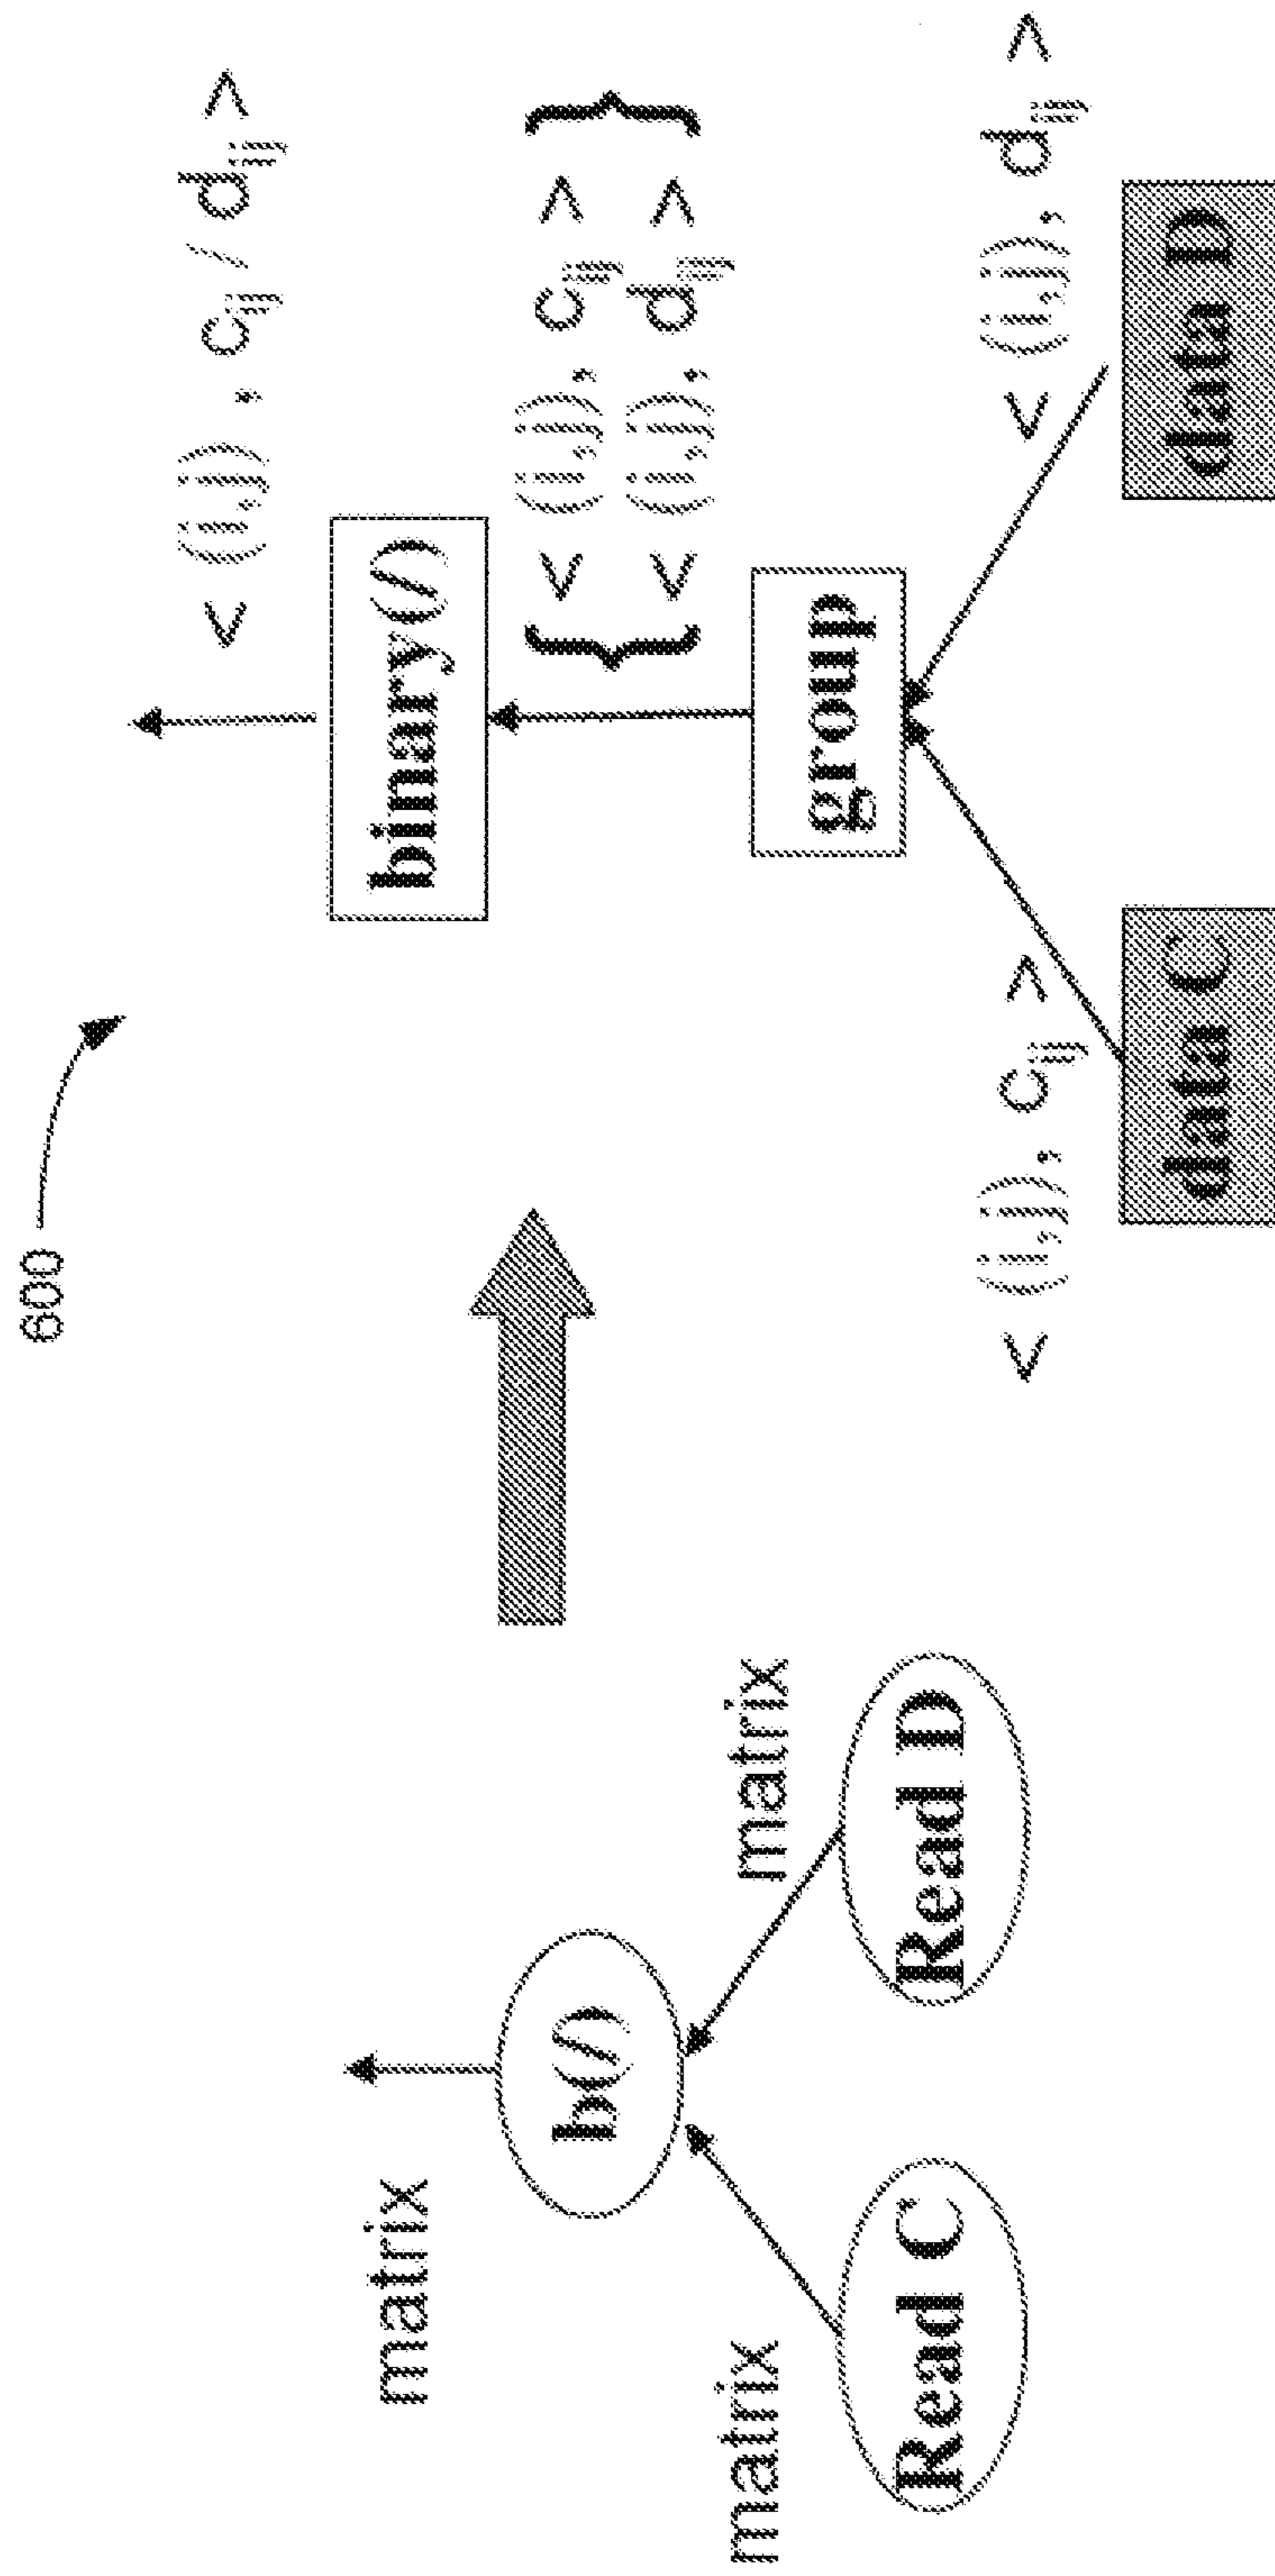 600
matrix
b(/)
matrix
matrix
Read C
Read D
< (i,j) , c_ij / d_ij >
binary(/)
{ < (i,j), c_ij >
< (i,j), d_ij > }
group
< (i,j), c_ij >
< (i,j), d_ij >
data C
data D